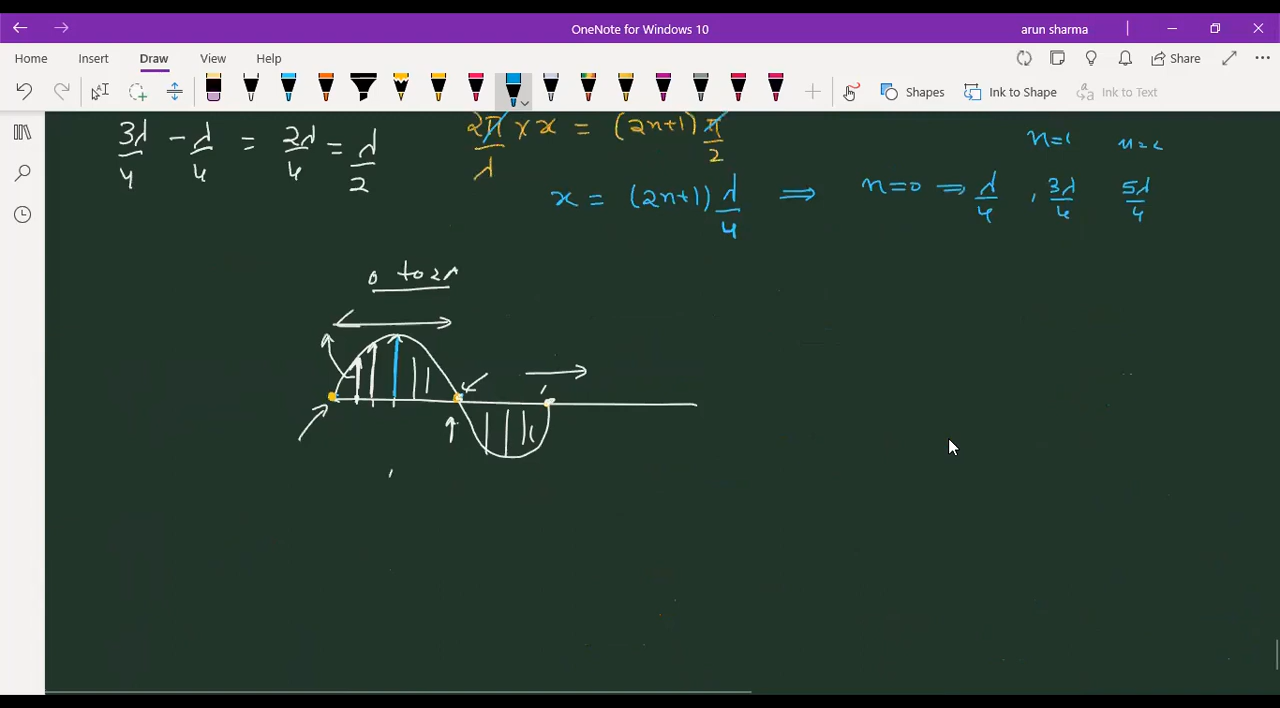 OneNote for Windows 10
arun sharma
Home Insert Draw View Help
Share
Shapes Ink to Shape Ink to Text
3λ/4 - λ/4 = 2λ/4 = λ/2
2π/λ × x = (2n+1) π/2
n=1
x = (2n+1) λ/4 ⟹ n=0 ⟹ λ/4 , 3λ/4 5λ/4
0 to 2π